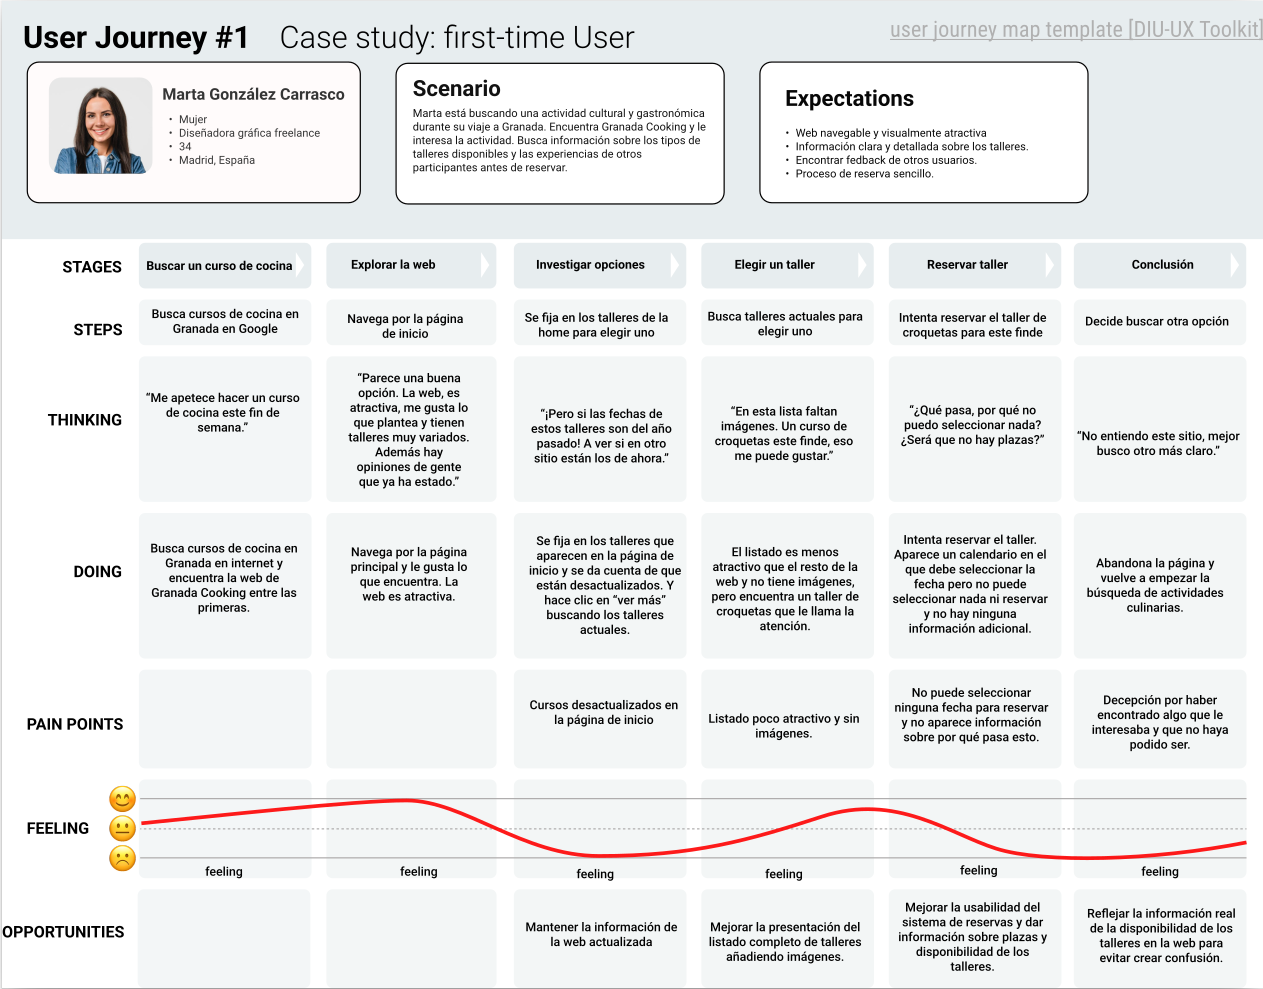 User Journey #1 Case study: first-time User
user journey map template [DIU-UX Toolkit]
Marta González Carrasco
• Mujer
• Diseñadora gráfica freelance
• 34
• Madrid, España
Scenario
Marta está buscando una actividad cultural y gastronómica
durante su viaje a Granada. Encuentra Granada Cooking y le
interesa la actividad. Busca información sobre los tipos de
talleres disponibles y las experiencias de otros
participantes antes de reservar.
Expectations
• Web navegable y visualmente atractiva
• Información clara y detallada sobre los talleres.
• Encontrar fedback de otros usuarios.
• Proceso de reserva sencillo.
STAGES
Buscar un curso de cocina
Explorar la web
Investigar opciones
Elegir un taller
Reservar taller
Conclusión
STEPS
Busca cursos de cocina en
Granada en Google
Navega por la página
de inicio
Se fija en los talleres de la
home para elegir uno
Busca talleres actuales para
elegir uno
Intenta reservar el taller de
croquetas para este finde
Decide buscar otra opción
THINKING
“Me apetece hacer un curso
de cocina este fin de
semana.”
“Parece una buena
opción. La web, es
atractiva, me gusta lo
que plantea y tienen
talleres muy variados.
Además hay
opiniones de gente
que ya ha estado.”
“¡Pero si las fechas de
estos talleres son del año
pasado! A ver si en otro
sitio están los de ahora.”
“En esta lista faltan
imágenes. Un curso de
croquetas este finde, eso
me puede gustar.”
“¿Qué pasa, por qué no
puedo seleccionar nada?
¿Será que no hay plazas?”
“No entiendo este sitio, mejor
busco otro más claro.”
DOING
Busca cursos de cocina en
Granada en internet y
encuentra la web de
Granada Cooking entre las
primeras.
Navega por la página
principal y le gusta lo
que encuentra. La
web es atractiva.
Se fija en los talleres que
aparecen en la página de
inicio y se da cuenta de que
están desactualizados. Y
hace clic en “ver más”
buscando los talleres
actuales.
El listado es menos
atractivo que el resto de la
web y no tiene imágenes,
pero encuentra un taller de
croquetas que le llama la
atención.
Intenta reservar el taller.
Aparece un calendario en el
que debe seleccionar la
fecha pero no puede
seleccionar nada ni reservar
y no hay ninguna
información adicional.
Abandona la página y
vuelve a empezar la
búsqueda de actividades
culinarias.
PAIN POINTS
Cursos desactualizados en
la página de inicio
Listado poco atractivo y sin
imágenes.
No puede seleccionar
ninguna fecha para reservar
y no aparece información
sobre por qué pasa esto.
Decepción por haber
encontrado algo que le
interesaba y que no haya
podido ser.
FEELING
feeling
feeling
feeling
feeling
feeling
feeling
OPPORTUNITIES
Mantener la información de
la web actualizada
Mejorar la presentación del
listado completo de talleres
añadiendo imágenes.
Mejorar la usabilidad del
sistema de reservas y dar
información sobre plazas y
disponibilidad de los
talleres.
Reflejar la información real
de la disponibilidad de los
talleres en la web para
evitar crear confusión.